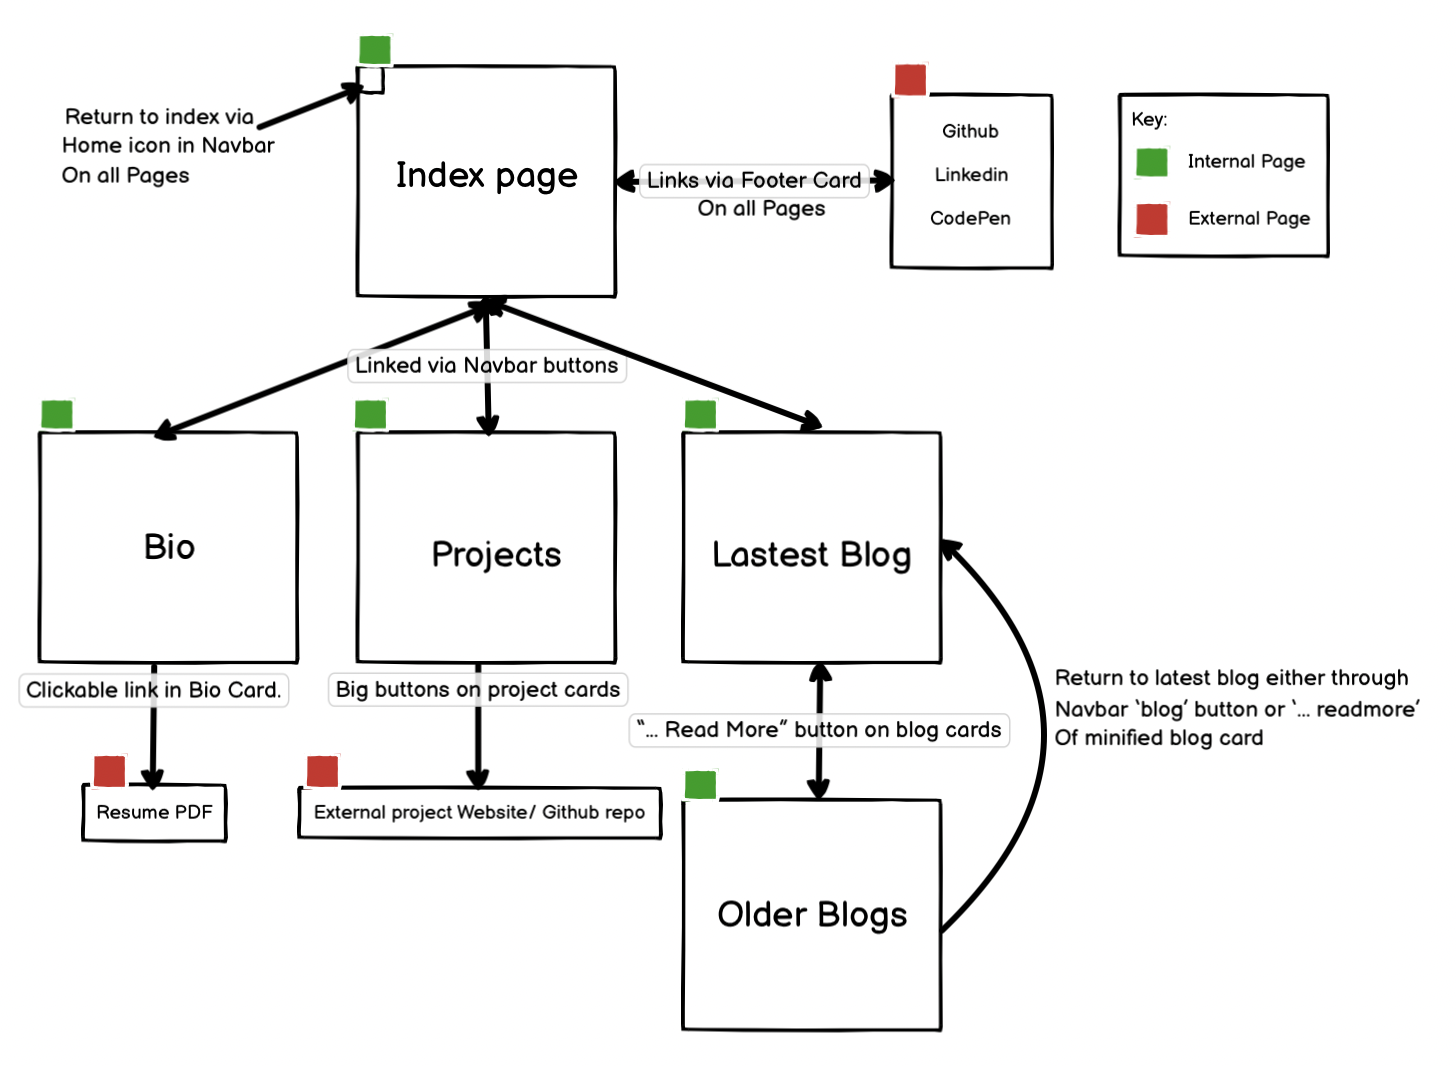 Return to index via
Home icon in Navbar
On all Pages
Index page
Links via Footer Card
On all Pages
Github
Linkedin
CodePen
Key:
Internal Page
External Page
Linked via Navbar buttons
Bio
Projects
Lastest Blog
Clickable link in Bio Card.
Big buttons on project cards
"... Read More" button on blog cards
Return to latest blog either through
Navbar 'blog' button or '... readmore'
Of minified blog card
Resume PDF
External project Website/ Github repo
Older Blogs